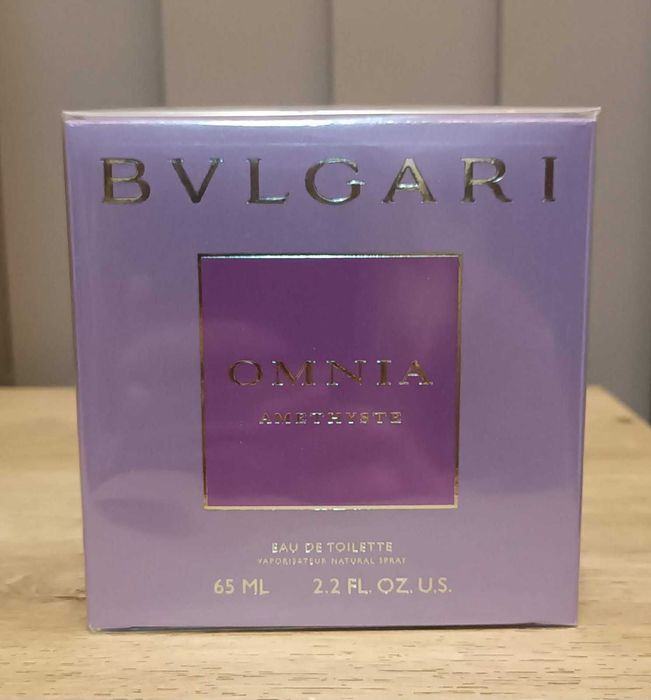 BVLGARI
OMNIA
AMETHYSTE
EAU DE TOILETTE
VAPORISATEUR NATURAL SPRAY
65 ML 2.2 FL. OZ. U.S.